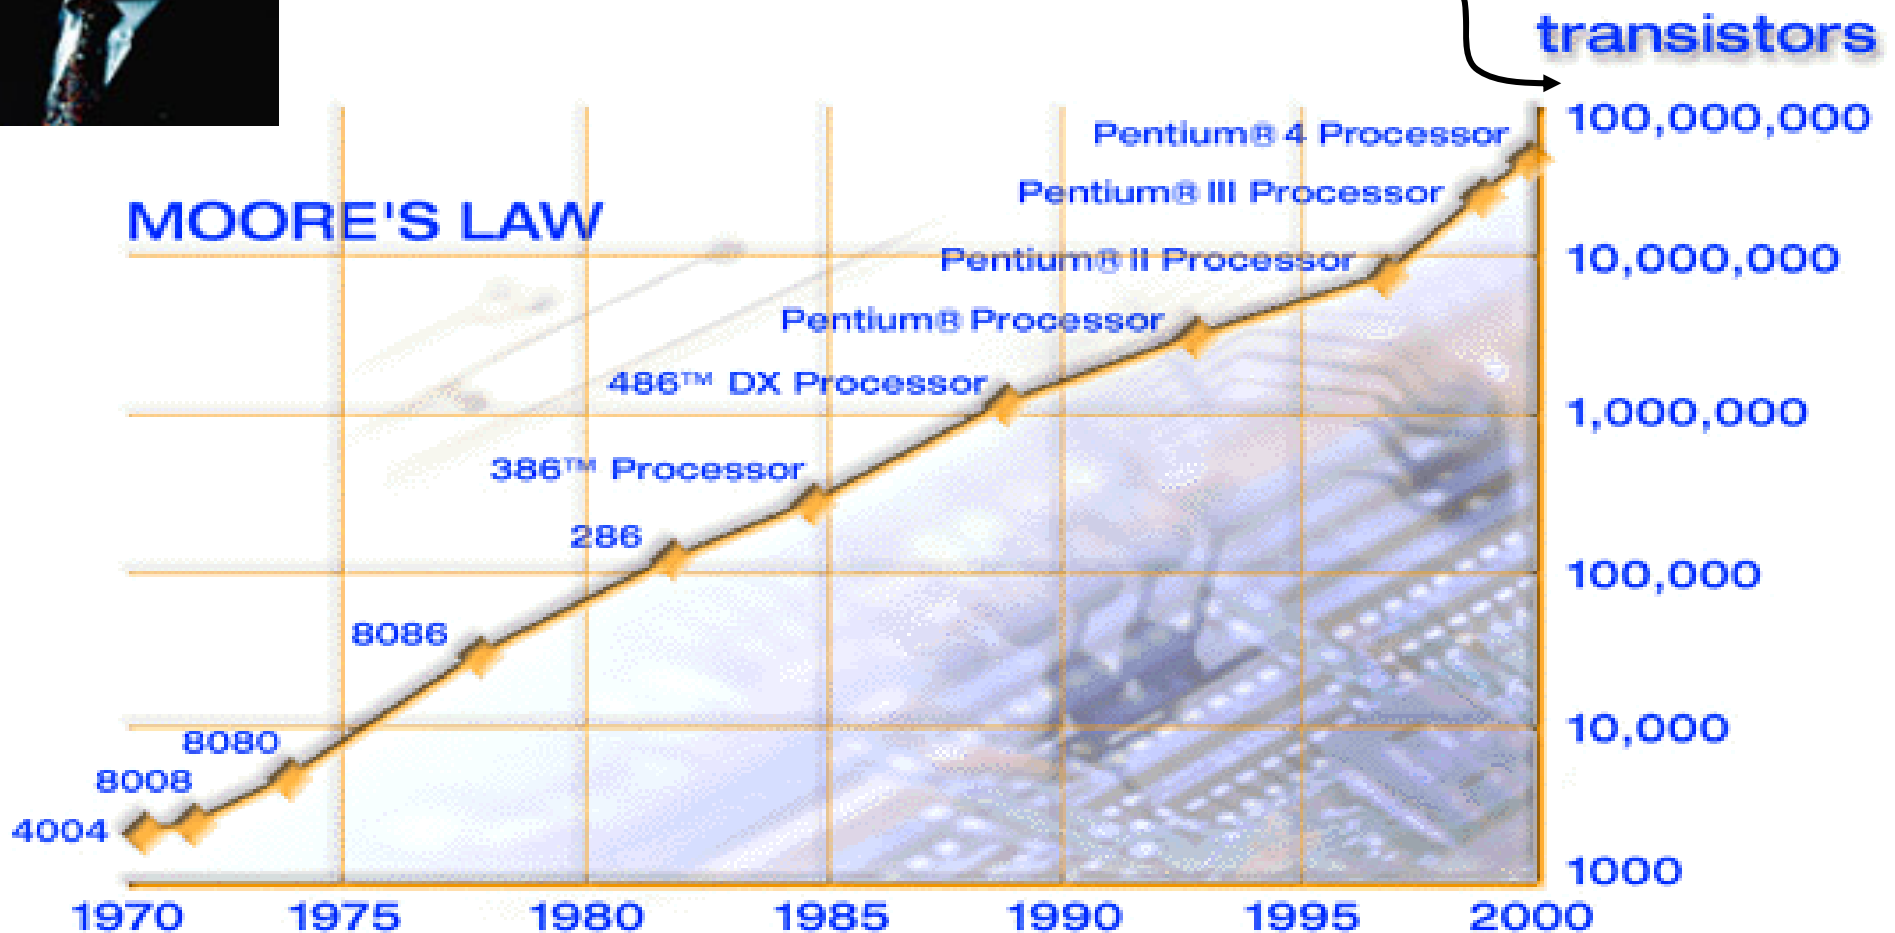 transistors
100,000,000
Pentium® 4 Processor
Pentium® III Processor
MOORE'S LAW
Pentium® II Processor
10,000,000
Pentium® Processor
486™ DX Processor
1,000,000
386™ Processor
286
100,000
8086
10,000
8080
8008
4004
1000
1970 1975 1980 1985 1990 1995 2000